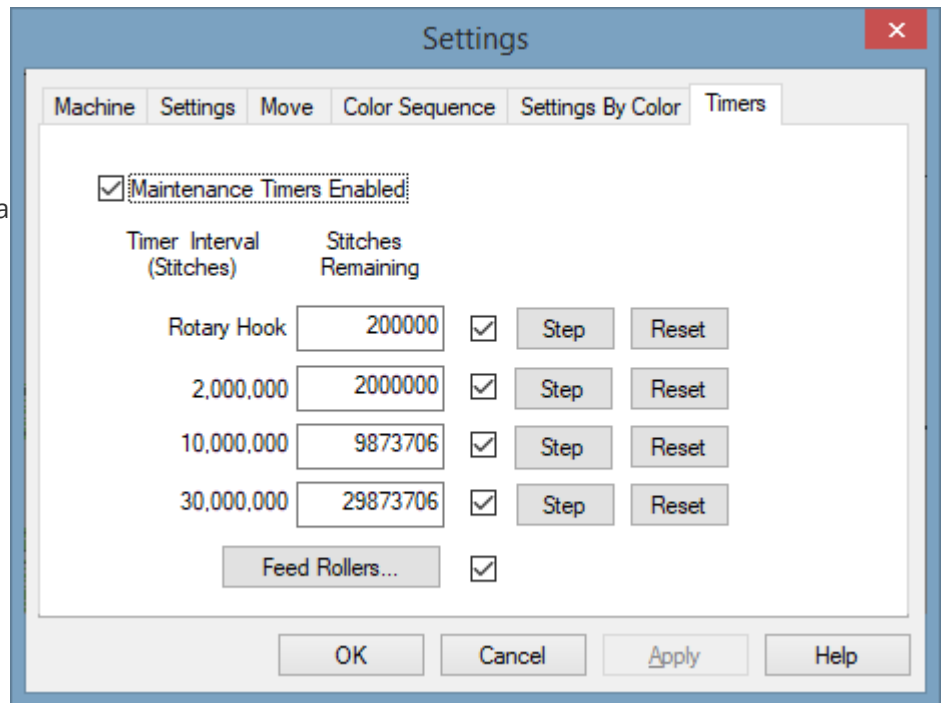 Settings
Machine Settings Move Color Sequence Settings By Color Timers
Maintenance Timers Enabled
a
Timer Interval Stitches
(Stitches) Remaining
Rotary Hook 200000 Step Reset
2,000,000 2000000 Step Reset
10,000,000 9873706 Step Reset
30,000,000 29873706 Step Reset
Feed Rollers...
OK Cancel Apply Help